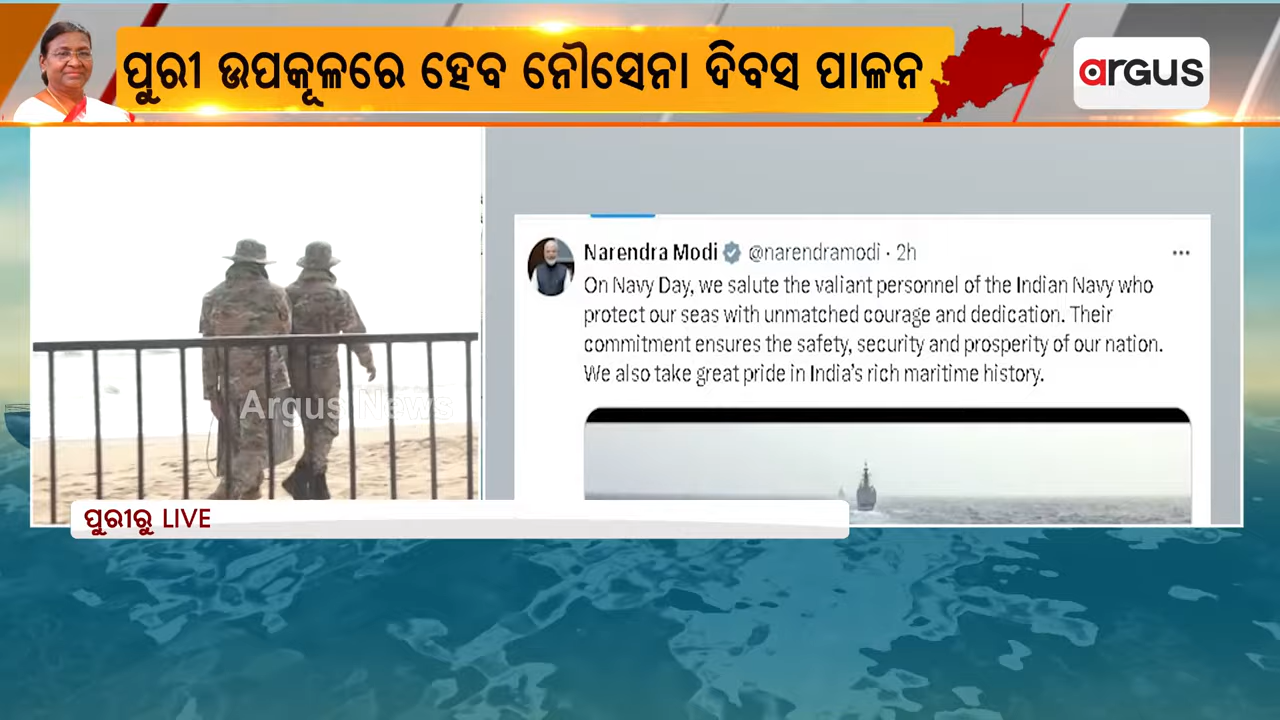 ପୁରୀ ଉପକୂଳରେ ହେବ ନୌସେନା ଦିବସ ପାଳନ
argus
Narendra Modi @narendramodi · 2h
On Navy Day, we salute the valiant personnel of the Indian Navy who
protect our seas with unmatched courage and dedication. Their
commitment ensures the safety, security and prosperity of our nation.
We also take great pride in India's rich maritime history.
Argus News
ପୁରୀରୁ LIVE